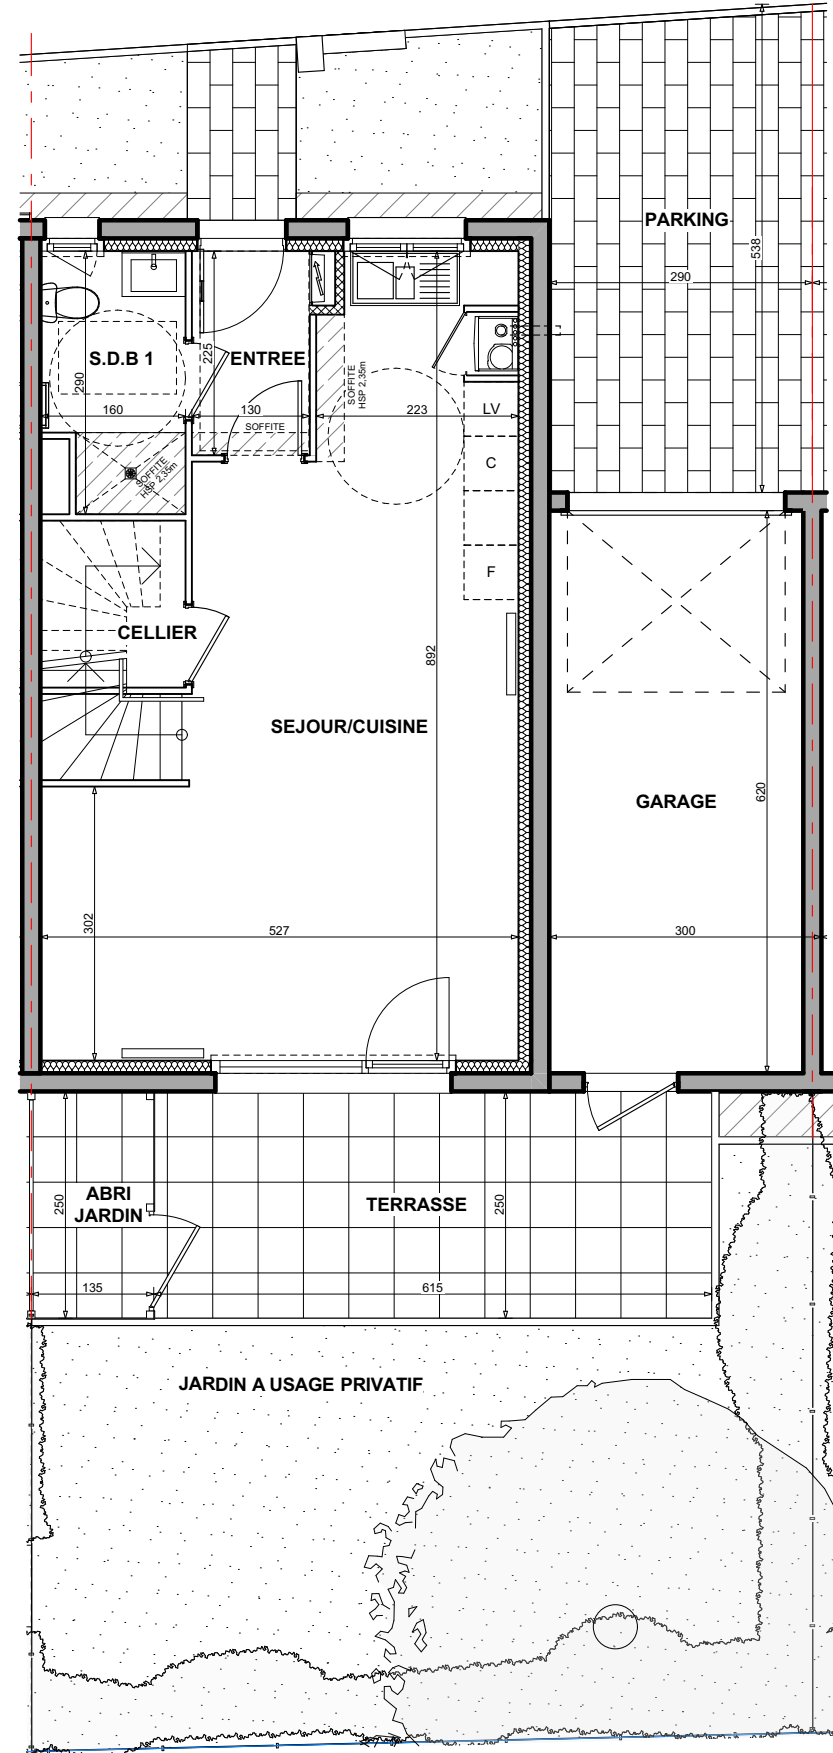 PARKING
538
290
S.D.B 1
290
160
225
ENTREE
130
SOFFITE
SOFFITE
HSP 2,35m
223
LV
C
F
SOFFITE
HSP 2,35m
CELLIER
892
SEJOUR/CUISINE
GARAGE
620
302
527
300
ABRI
JARDIN
250
TERRASSE
250
135
615
JARDIN A USAGE PRIVATIF